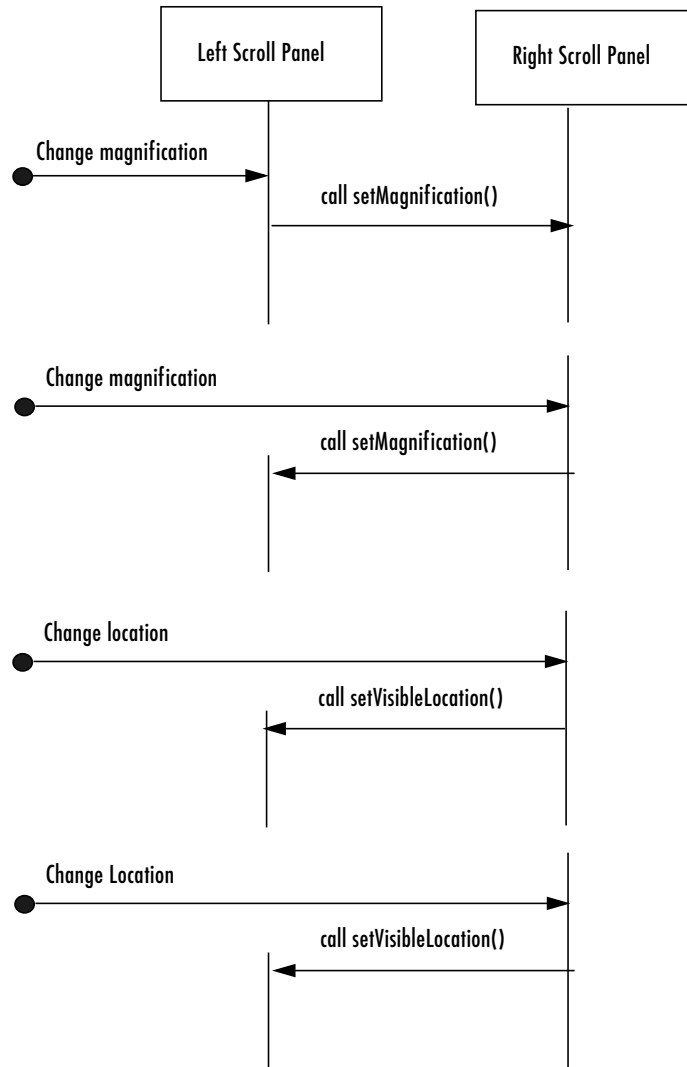 Left Scroll Panel
Right Scroll Panel
Change magnification
call setMagnification()
Change magnification
call setMagnification()
Change location
call setVisibleLocation()
Change Location
call setVisibleLocation()